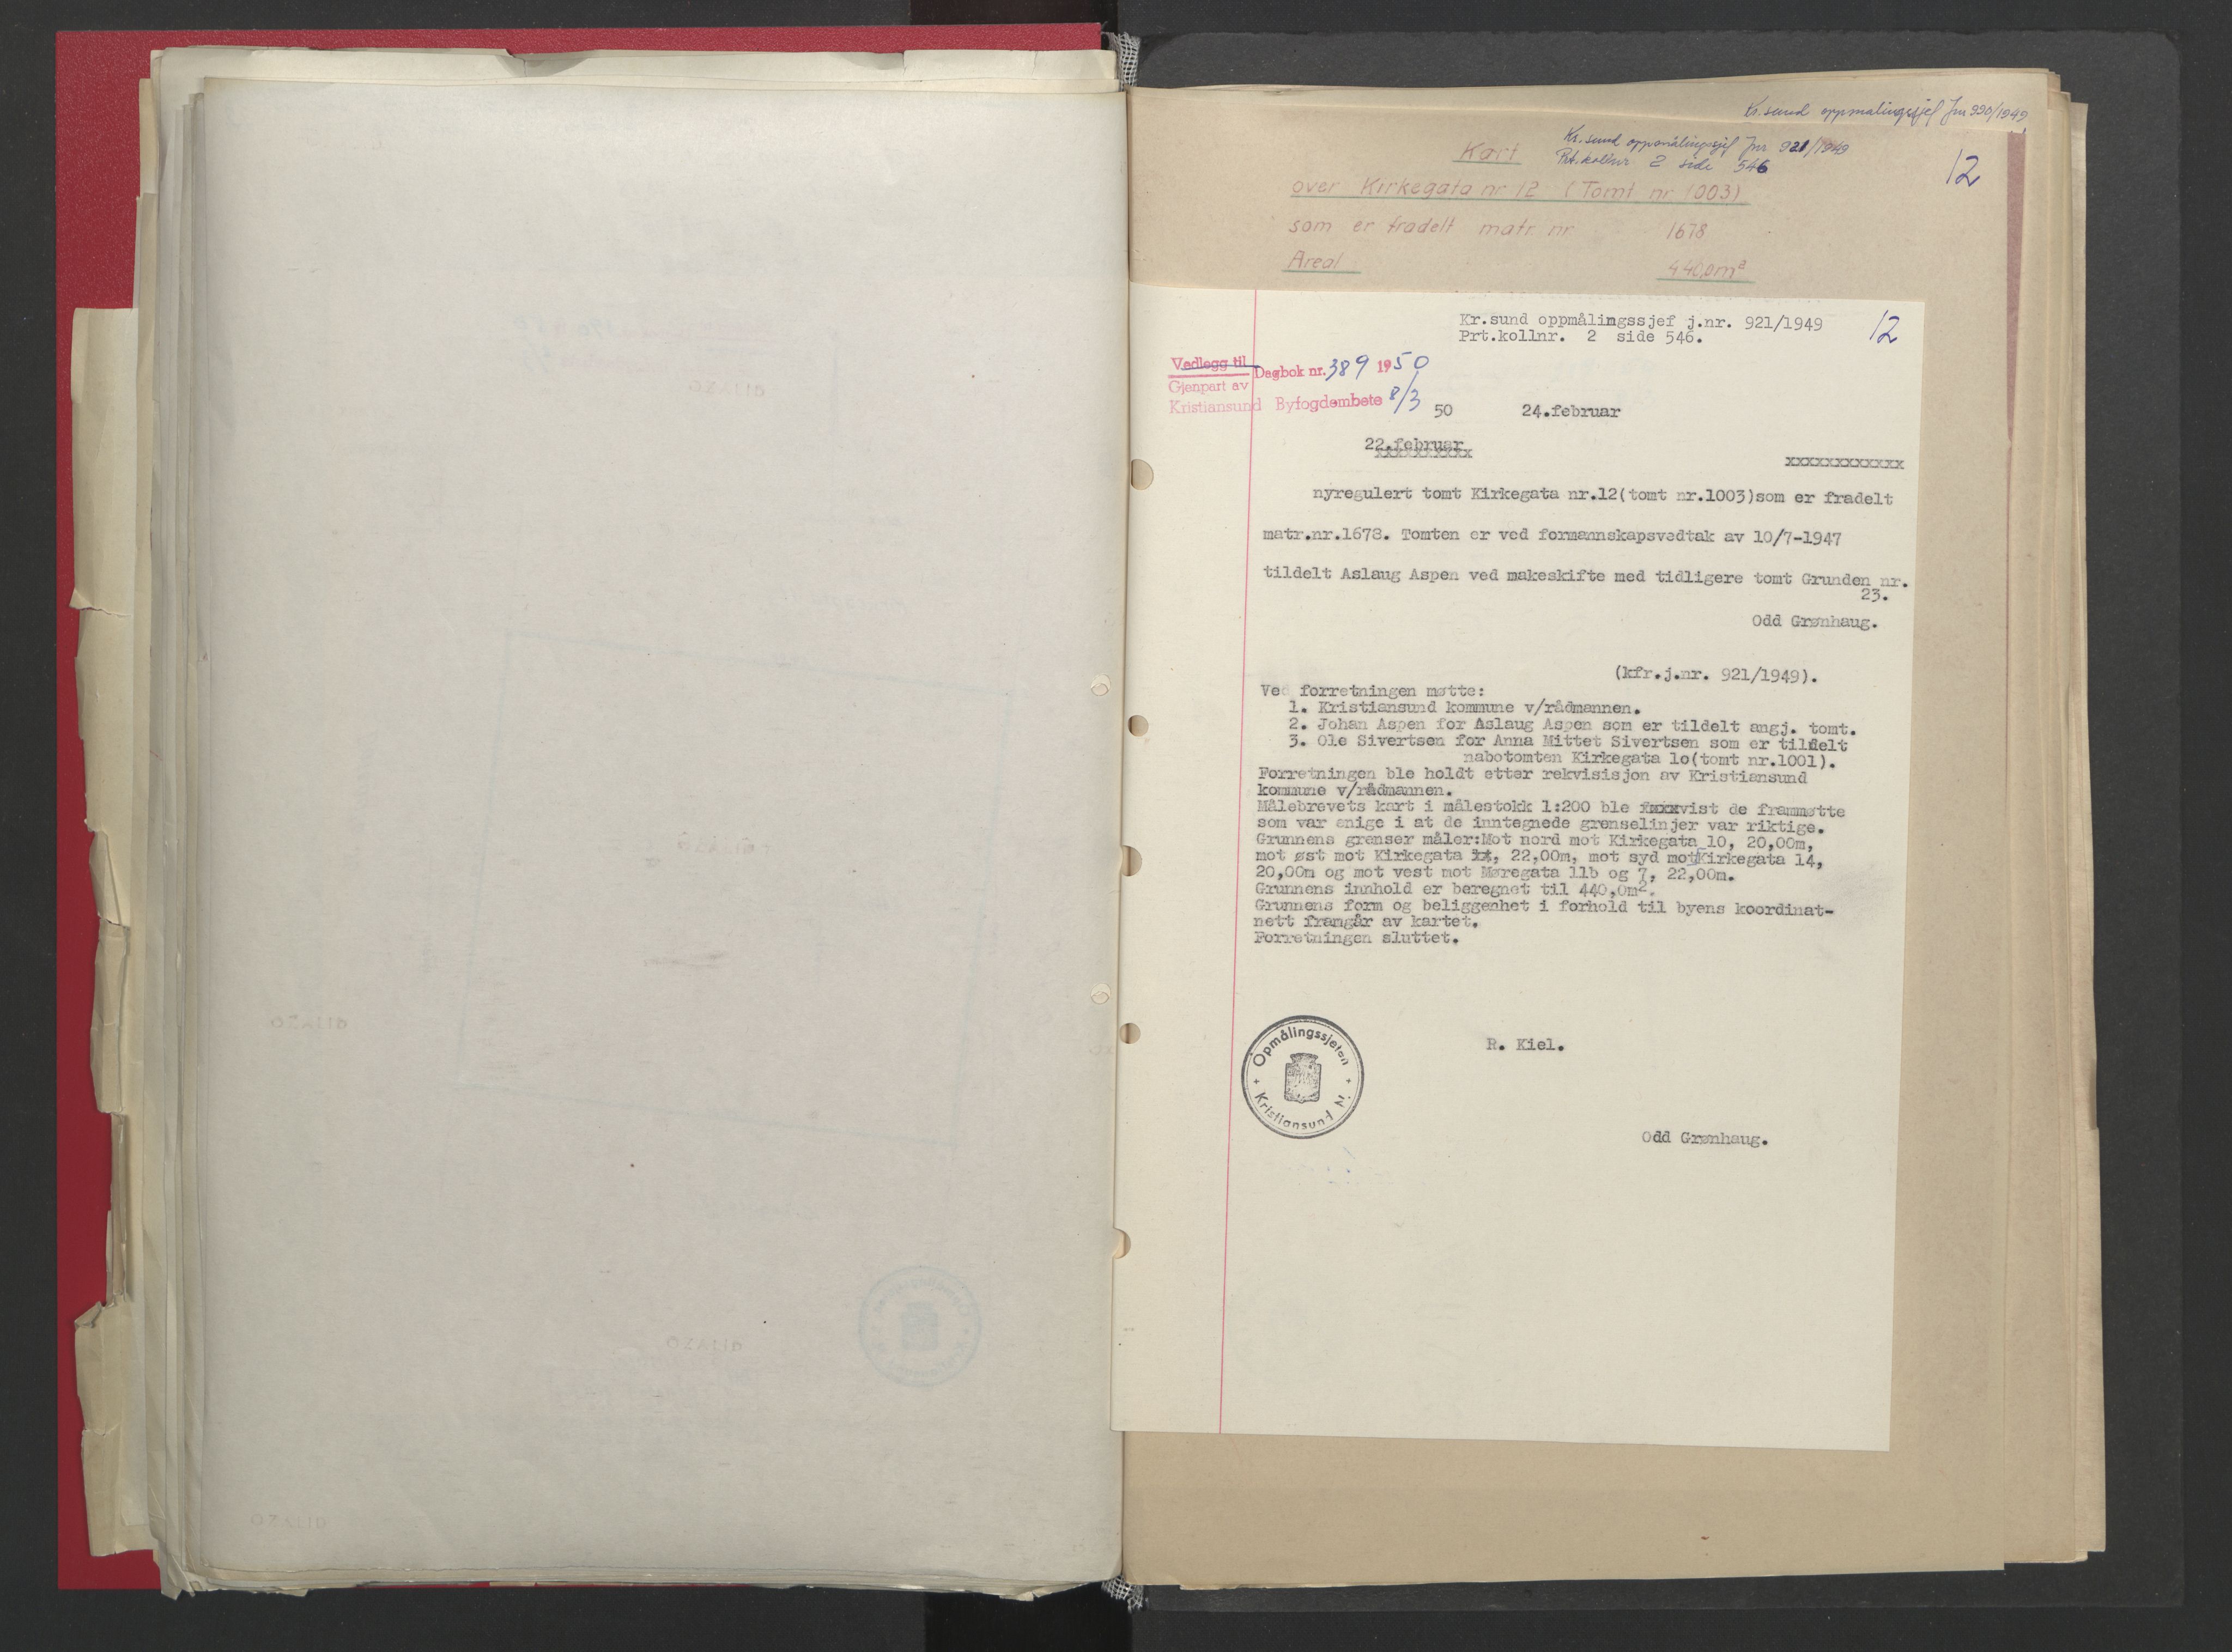 Kr.sund oppmålingssjef Jnr 990/1949
Kr. sund oppmålingssjef Jnr 921/1949
Prt.kollnr 2 side 546
12
Kart
over Kirkegata nr 12 (Tomt nr 1003)
som er fradelt matr. nr 1678
Areal 440,0m²
Kr.sund oppmålingssjef j.nr. 921/1949
Prt.kollnr. 2 side 546.
12
Vedlegg til
Gjenpart av
Dagbok nr. 389 1950
Kristiansund Byfogdembete 8/3
50 24.februar
22.februar
xxxxxxxxxx
xxxxxxxxxxxx
nyregulert tomt Kirkegata nr.12(tomt nr.1003)som er fradelt
matr.nr.1678. Tomten er ved formannskapsvedtak av 10/7-1947
tildelt Aslaug Aspen ved makeskifte med tidligere tomt Grunden nr.
23.
Odd Grønhaug.
(kfr.j.nr. 921/1949).
Ved forretningen møtte:
1. Kristiansund kommune v/rådmannen.
2. Johan Aspen for Aslaug Aspen som er tildelt angj. tomt.
3. Ole Sivertsen for Anna Mittet Sivertsen som er tildelt
nabotomten Kirkegata 1o(tomt nr.1001).
Forretningen ble holdt etter rekvisisjon av Kristiansund
kommune v/rådmannen.
Målebrevets kart i målestokk 1:200 ble vist de frammøtte
som var enige i at de inntegnede grenselinjer var riktige.
Grunnens grenser måler:Mot nord mot Kirkegata 10, 20,00m,
mot øst mot Kirkegata xx, 22,00m, mot syd mot Kirkegata 14,
20,00m og mot vest mot Møregata 11b og 7, 22,00m.
Grunnens innhold er beregnet til 440,0m².
Grunnens form og beliggenhet i forhold til byens koordinat-
nett frangår av kartet.
Forretningen sluttet.
Opmålingssjefen
Kristiansund N.
R. Kiel.
Odd Grønhaug.